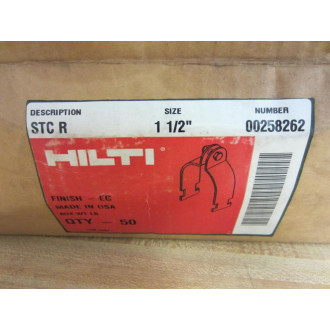 DESCRIPTION SIZE NUMBER
STC R 1 1/2" 00258262
HILTI
FINISH - EC
MADE IN USA
QTY - 50